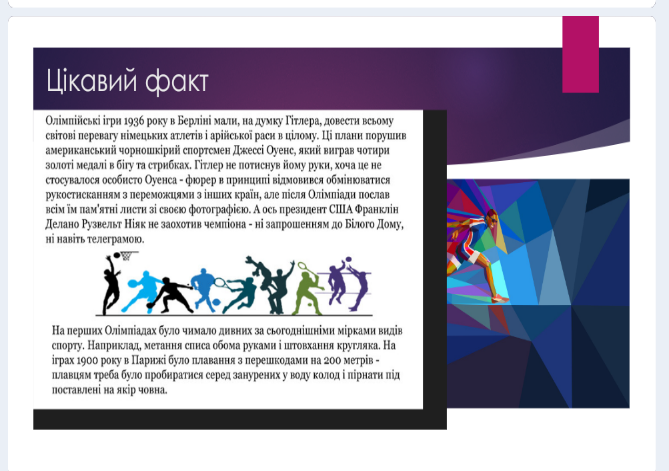 Цікавий факт
Олімпійські ігри 1936 року в Берліні мали, на думку Гітлера, довести всьому
світові перевагу німецьких атлетів і арійської раси в цілому. Ці плани порушив
американський чорношкірий спортсмен Джессі Оуенс, який виграв чотири
золоті медалі в бігу та стрибках. Гітлер не потиснув йому руки, хоча це не
стосувалося особисто Оуенса - фюрер в принципі відмовився обмінюватися
рукостисканням з переможцями з інших країн, але після Олімпіади послав
всім їм пам'ятні листи зі своєю фотографією. А ось президент США Франклін
Делано Рузвельт Ніяк не заохотив чемпіона - ні запрошенням до Білого Дому,
ні навіть телеграмою.
На перших Олімпіадах було чимало дивних за сьогоднішніми мірками видів
спорту. Наприклад, метання списа обома руками і штовхання кругляка. На
іграх 1900 року в Парижі було плавання з перешкодами на 200 метрів -
плавцям треба було пробиратися серед занурених у воду колод і пірнати під
поставлені на якір човна.